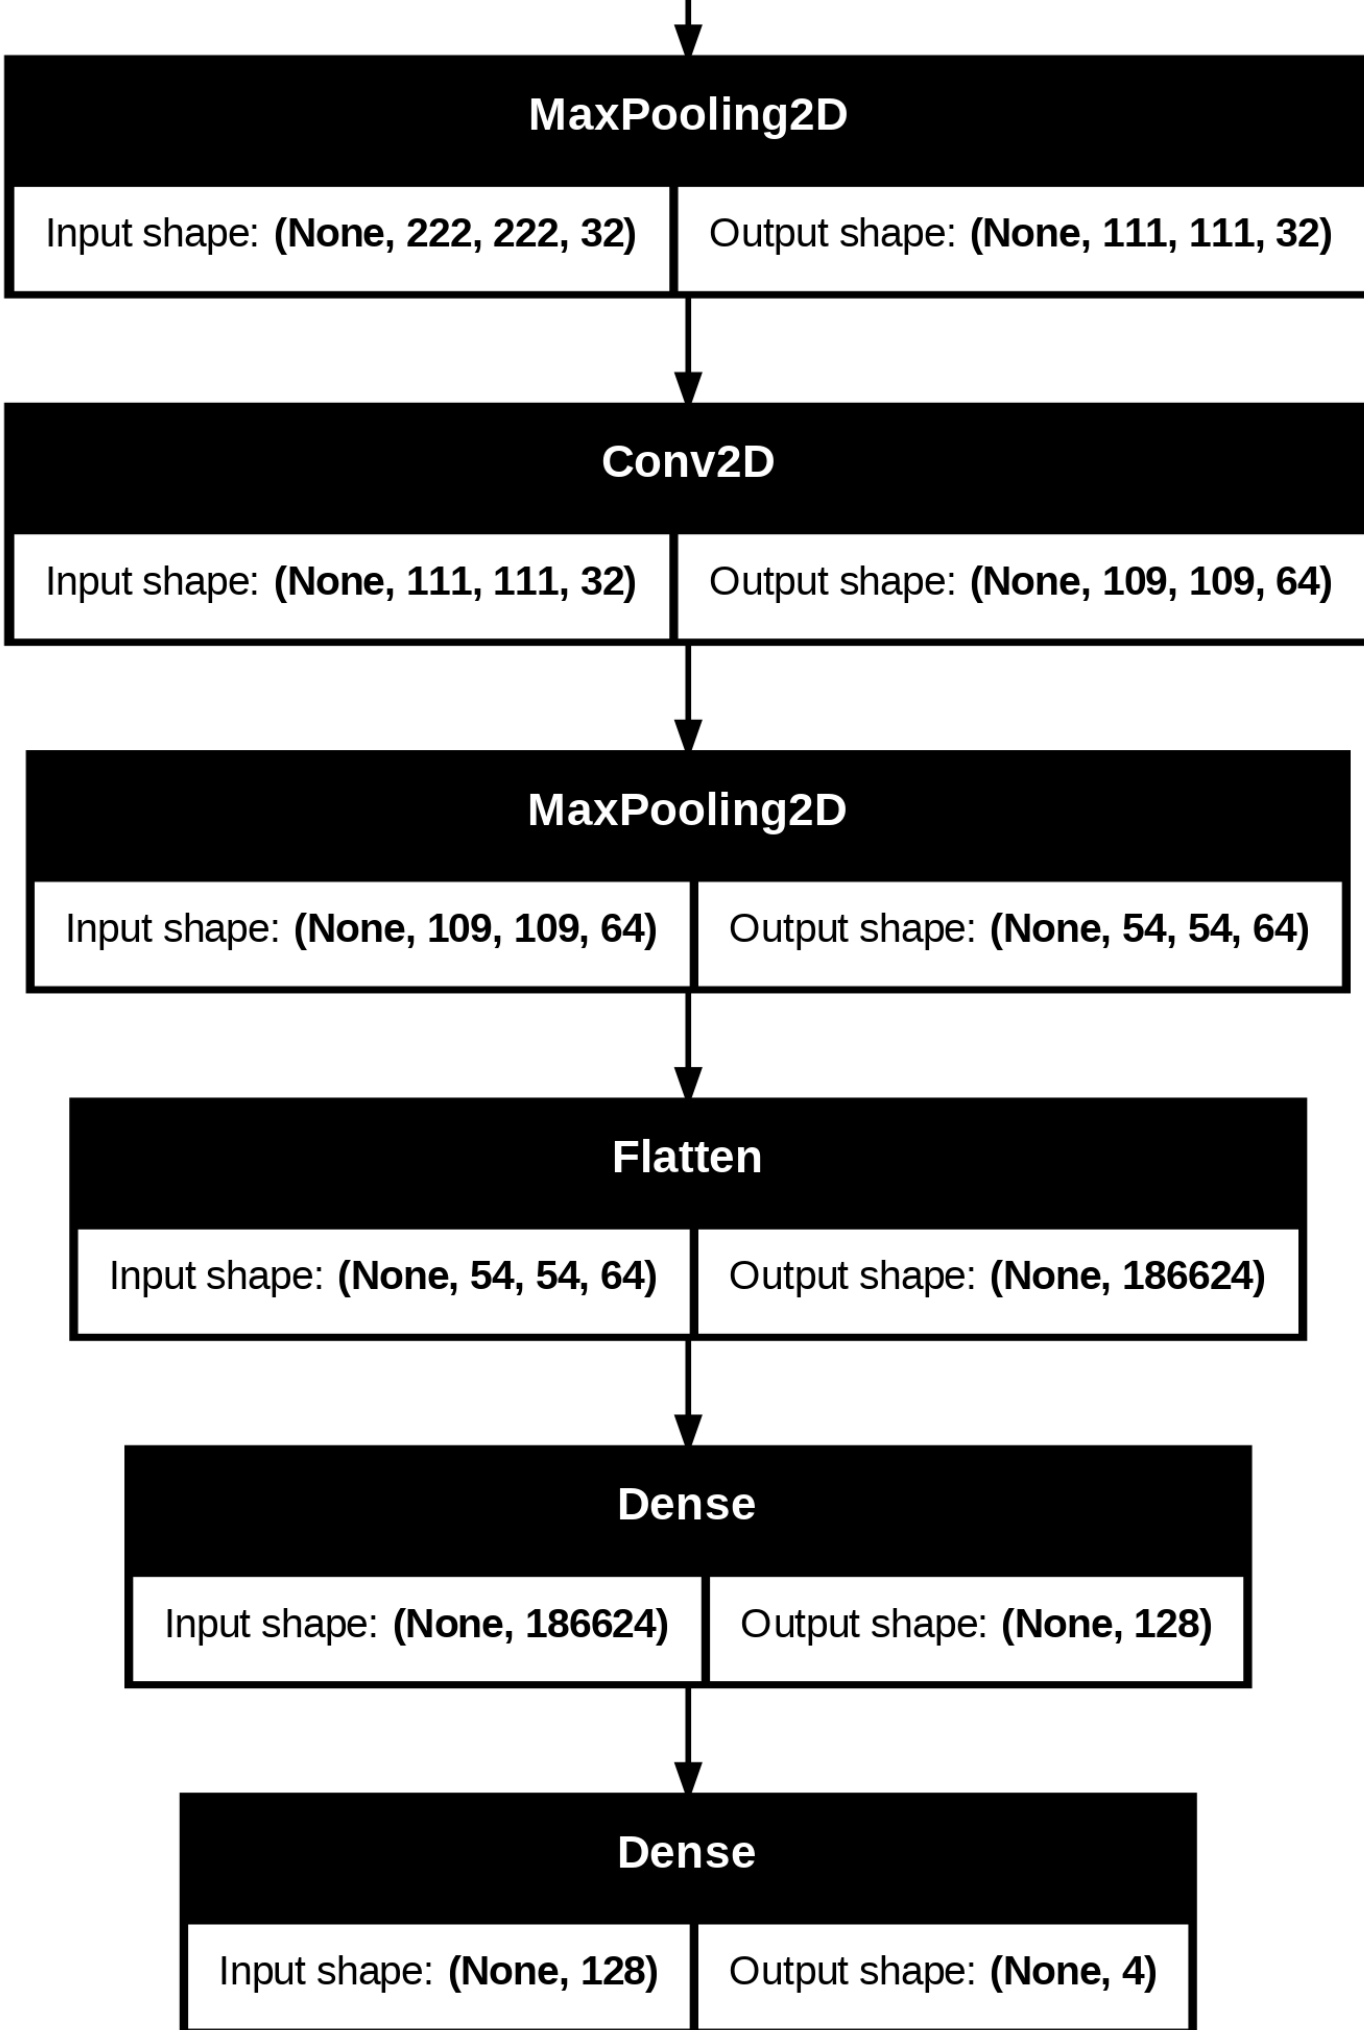 MaxPooling2D
Input shape: (None, 222, 222, 32) Output shape: (None, 111, 111, 32)
Conv2D
Input shape: (None, 111, 111, 32) Output shape: (None, 109, 109, 64)
MaxPooling2D
Input shape: (None, 109, 109, 64) Output shape: (None, 54, 54, 64)
Flatten
Input shape: (None, 54, 54, 64) Output shape: (None, 186624)
Dense
Input shape: (None, 186624) Output shape: (None, 128)
Dense
Input shape: (None, 128) Output shape: (None, 4)